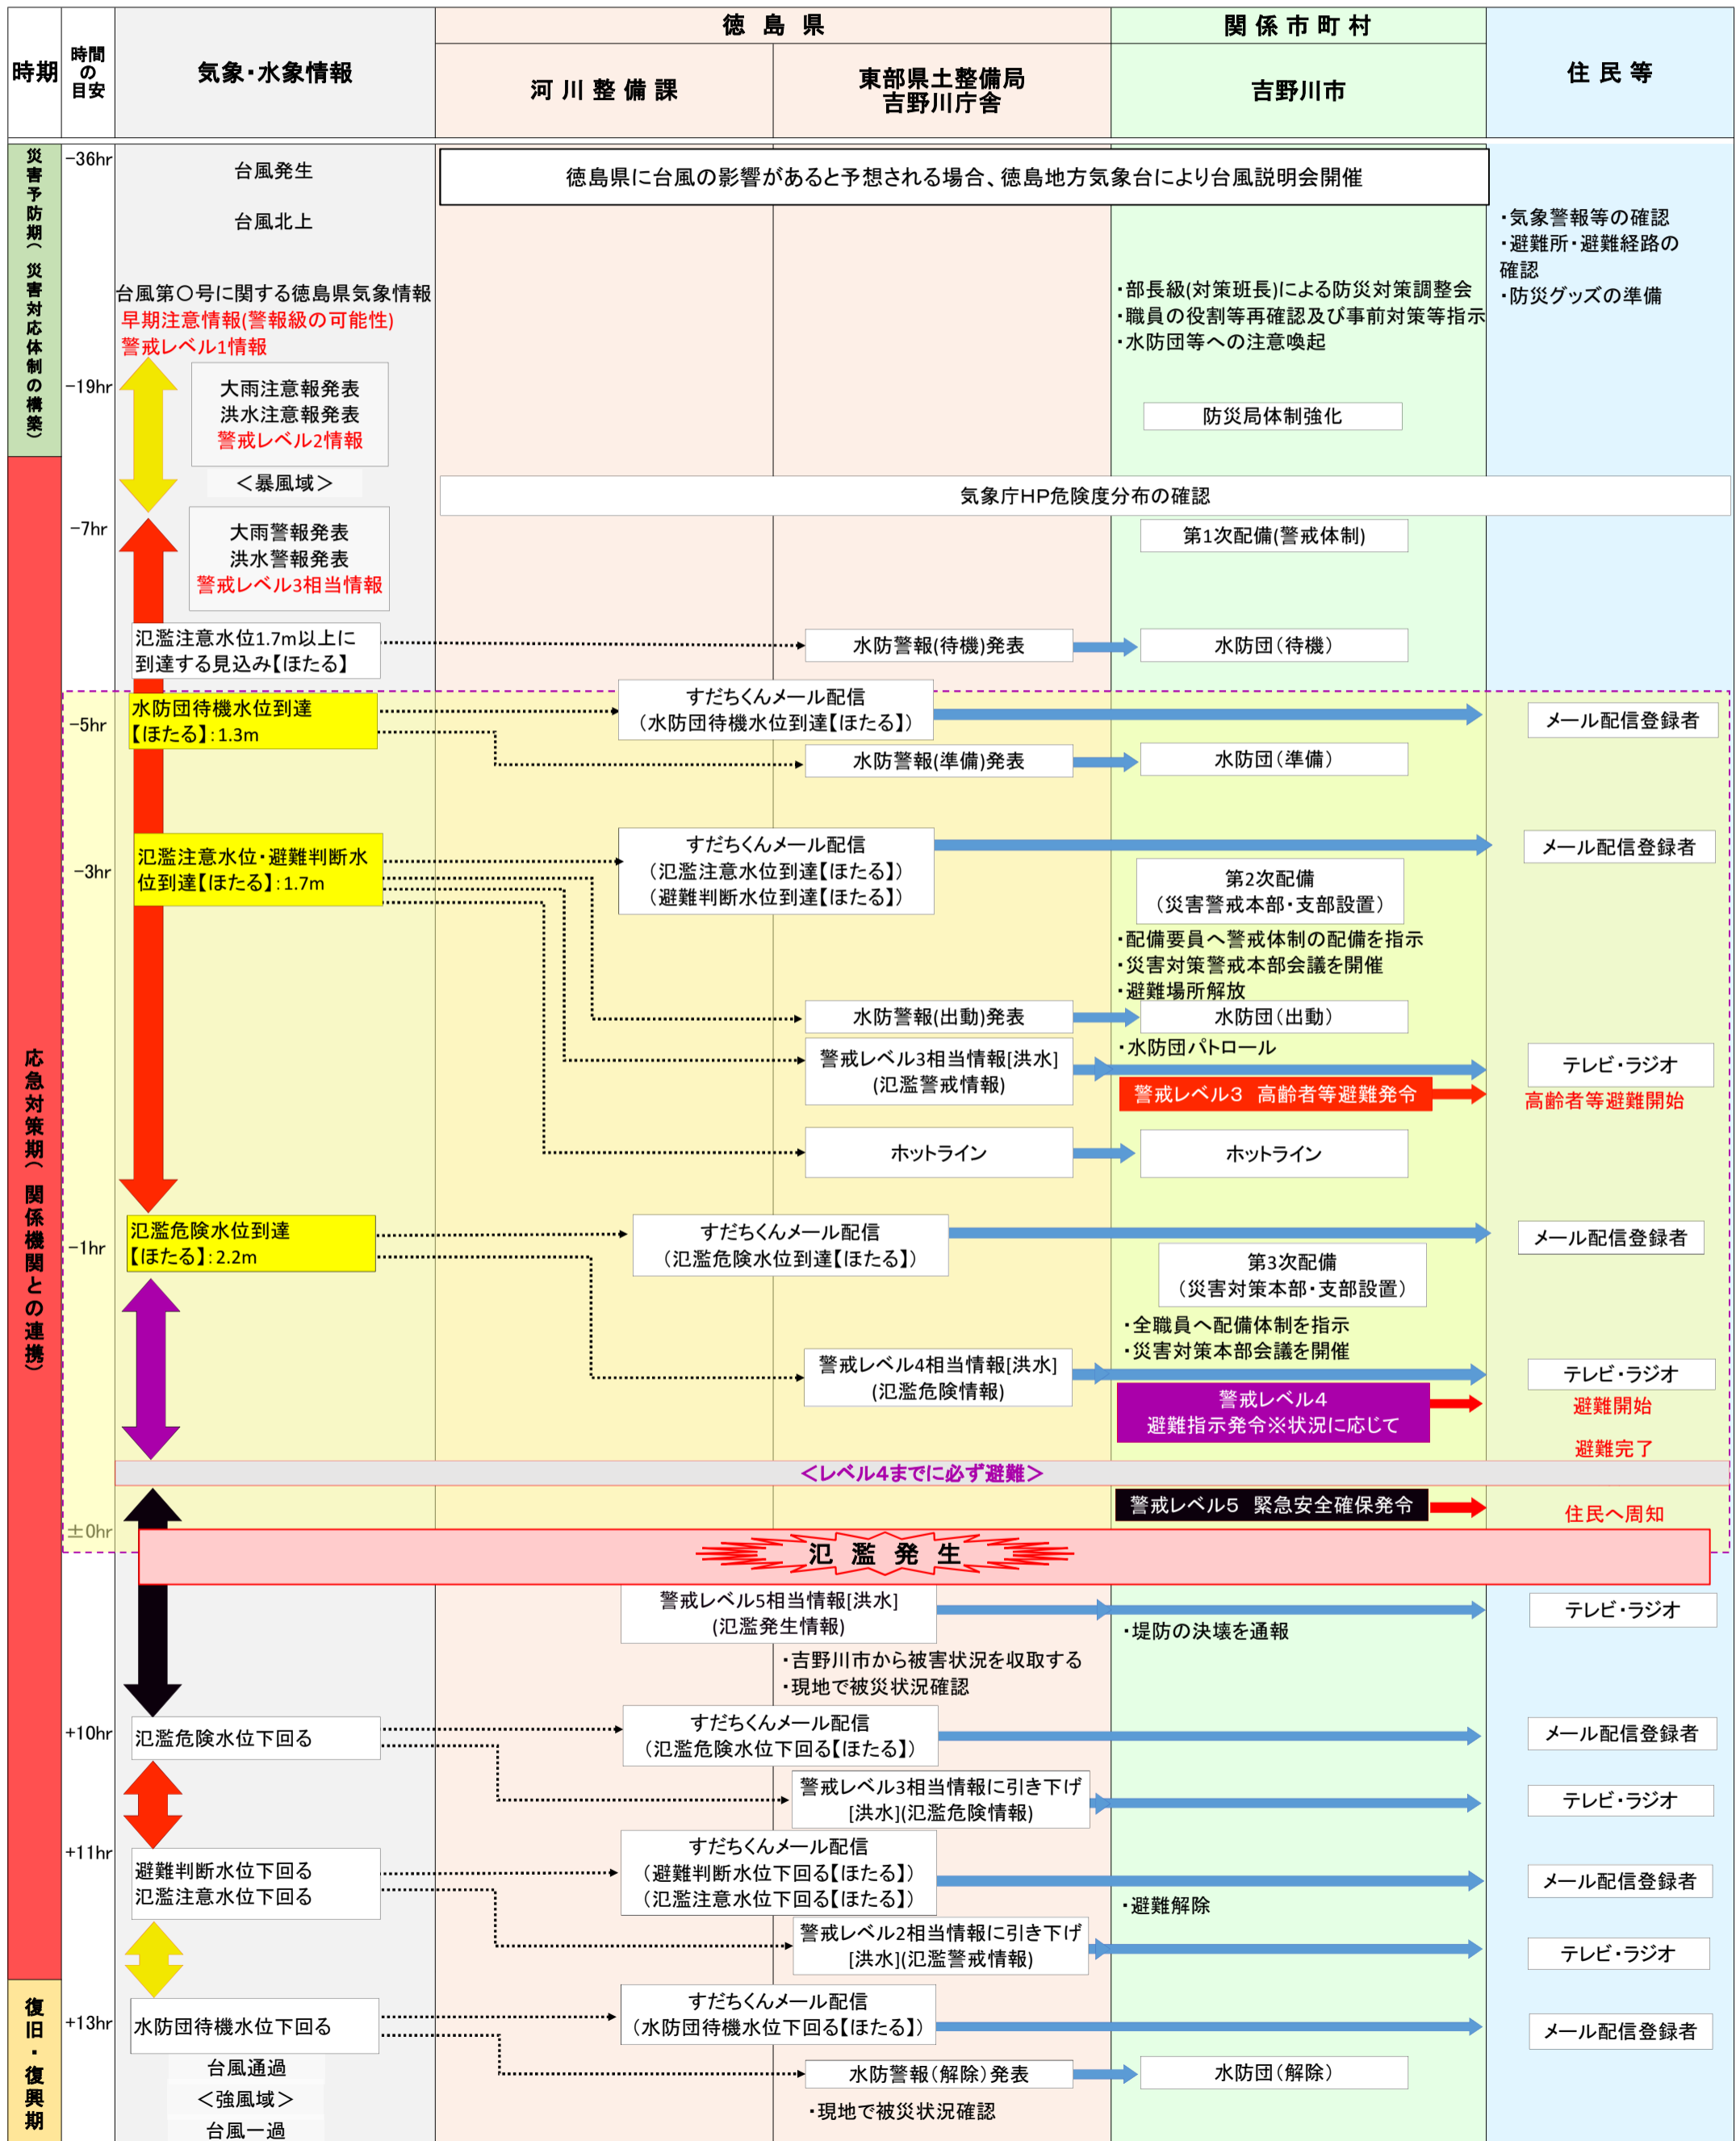 時期
時間
の
目安
気象・水象情報
徳島県
河川整備課
東部県土整備局
吉野川庁舎
関係市町村
吉野川市
住民等
災害予防期（災害対応体制の構築）
-36hr
台風発生
徳島県に台風の影響があると予想される場合、徳島地方気象台により台風説明会開催
台風北上
・気象警報等の確認
・避難所・避難経路の
確認
・防災グッズの準備
台風第〇号に関する徳島県気象情報
早期注意情報(警報級の可能性)
警戒レベル1情報
・部長級(対策班長)による防災対策調整会
・職員の役割等再確認及び事前対策等指示
・水防団等への注意喚起
-19hr
大雨注意報発表
洪水注意報発表
警戒レベル2情報
防災局体制強化
応急対策期（関係機関との連携）
＜暴風域＞
気象庁HP危険度分布の確認
-7hr
大雨警報発表
洪水警報発表
警戒レベル3相当情報
第1次配備(警戒体制)
氾濫注意水位1.7m以上に
到達する見込み【ほたる】
水防警報(待機)発表
水防団（待機）
-5hr
水防団待機水位到達
【ほたる】：1.3m
すだちくんメール配信
（水防団待機水位到達【ほたる】）
メール配信登録者
水防警報(準備)発表
水防団（準備）
-3hr
氾濫注意水位・避難判断水
位到達【ほたる】：1.7m
すだちくんメール配信
（氾濫注意水位到達【ほたる】）
（避難判断水位到達【ほたる】）
メール配信登録者
第2次配備
（災害警戒本部・支部設置）
・配備要員へ警戒体制の配備を指示
・災害対策警戒本部会議を開催
・避難場所解放
水防警報(出動)発表
水防団（出動）
・水防団パトロール
警戒レベル3相当情報[洪水]
(氾濫警戒情報)
テレビ・ラジオ
警戒レベル３　高齢者等避難発令
高齢者等避難開始
ホットライン
ホットライン
-1hr
氾濫危険水位到達
【ほたる】：2.2m
すだちくんメール配信
（氾濫危険水位到達【ほたる】）
メール配信登録者
第3次配備
（災害対策本部・支部設置）
・全職員へ配備体制を指示
・災害対策本部会議を開催
警戒レベル4相当情報[洪水]
(氾濫危険情報)
テレビ・ラジオ
警戒レベル４
避難指示発令※状況に応じて
避難開始
避難完了
＜レベル4までに必ず避難＞
警戒レベル５　緊急安全確保発令
住民へ周知
±0hr
氾濫発生
警戒レベル5相当情報[洪水]
(氾濫発生情報)
テレビ・ラジオ
・堤防の決壊を通報
・吉野川市から被害状況を収取する
・現地で被災状況確認
+10hr
氾濫危険水位下回る
すだちくんメール配信
（氾濫危険水位下回る【ほたる】）
メール配信登録者
警戒レベル3相当情報に引き下げ
[洪水](氾濫危険情報)
テレビ・ラジオ
+11hr
避難判断水位下回る
氾濫注意水位下回る
すだちくんメール配信
（避難判断水位下回る【ほたる】）
（氾濫注意水位下回る【ほたる】）
メール配信登録者
・避難解除
警戒レベル2相当情報に引き下げ
[洪水](氾濫警戒情報)
テレビ・ラジオ
復旧・復興期
+13hr
水防団待機水位下回る
すだちくんメール配信
（水防団待機水位下回る【ほたる】）
メール配信登録者
台風通過
水防警報（解除）発表
水防団（解除）
＜強風域＞
・現地で被災状況確認
台風一過